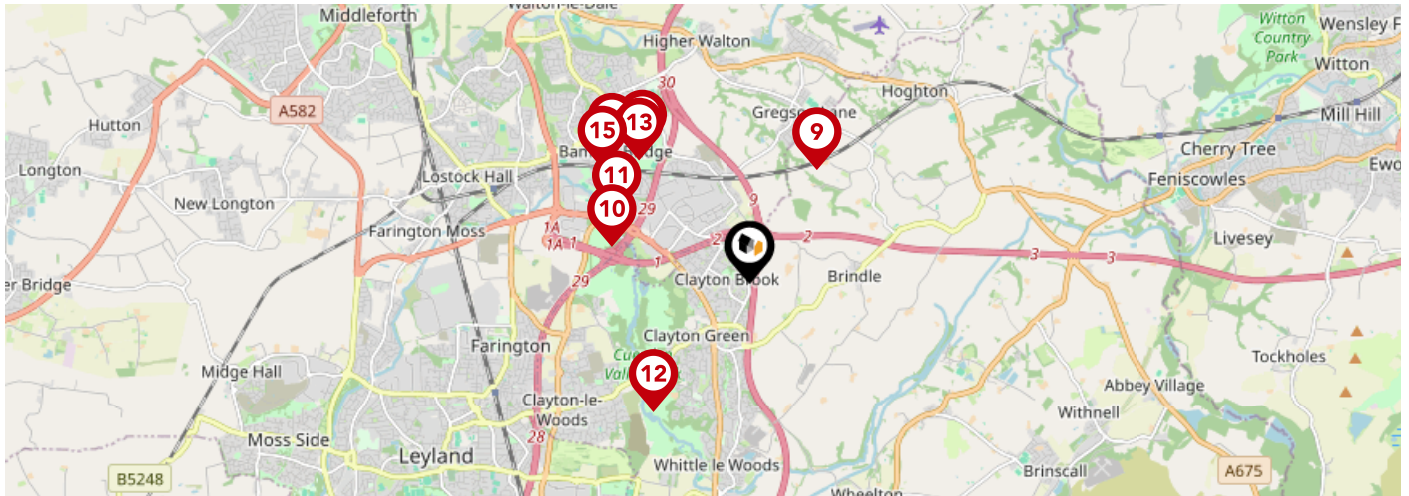 Middleforth
Walton-le-Dale
Higher Walton
Witton
Country
Park
Wensley F
Witton
30
Hoghton
A582
Hutton
15
13
9
Mill Hill
Cherry Tree
Longton
Lostock Hall
11
Feniscowles
Ewo
New Longton
10
29
9
1A
1A
1
Farington Moss
2
2
3
3
Livesey
1
29
er Bridge
Clayton Brook
Brindle
Clayton Green
Farington
Tockholes
Midge Hall
12
Abbey Village
Clayton-le-
Woods
Withnell
28
Moss Side
Leyland
Whittle le Woods
Brinscall
A675
B5248
Wheelton